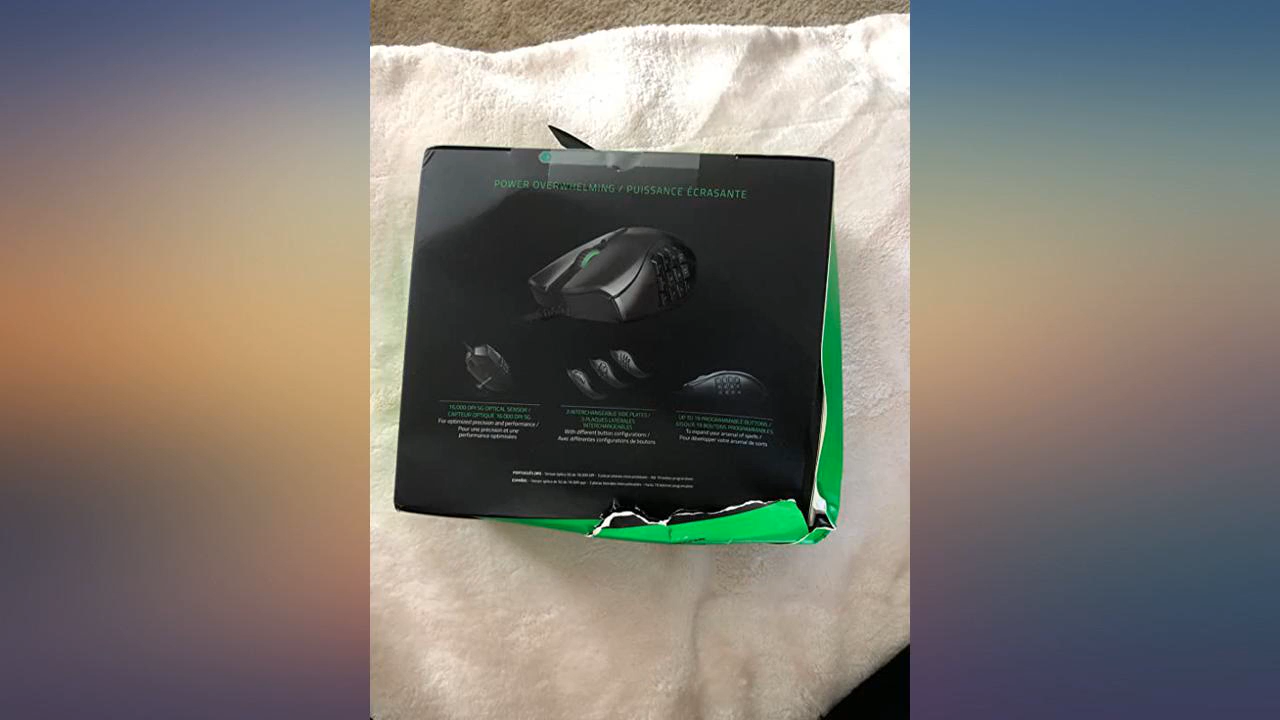 POWER OVERWHELMING / PUISSANCE ÉCRASANTE
16,000 DPI 5G OPTICAL SENSOR /
CAPTEUR OPTIQUE 16 000 DPI 5G
For optimized precision and performance /
Pour une précision et une
performance optimisées
3 INTERCHANGEABLE SIDE PLATES /
3 PLAQUES LATÉRALES
INTERCHANGEABLES
With different button configurations /
Avec différentes configurations de boutons
UP TO 19 PROGRAMMABLE BUTTONS /
JUSQU'À 19 BOUTONS PROGRAMMABLES
To expand your arsenal of spells /
Pour développer votre arsenal de sorts
PORTUGUÊS (BR)
ESPAÑOL